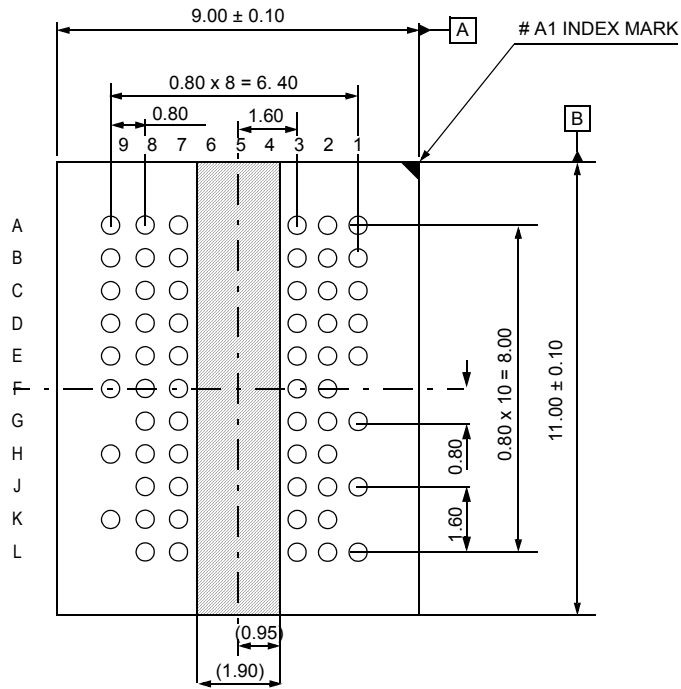 9.00 ± 0.10
A
# A1 INDEX MARK
0.80 x 8 = 6. 40
0.80
1.60
B
9 8 7 6 5 4 3 2 1
A
B
C
D
E
F
G
H
J
K
L
0.80 x 10 = 8.00
11.00 ± 0.10
0.80
1.60
(0.95)
(1.90)